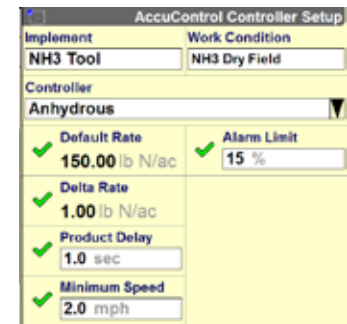 AccuControl Controller Setup
Implement Work Condition
NH3 Tool NH3 Dry Field
Controller
Anhydrous
Default Rate Alarm Limit
150.00 lb N/ac 15 %
Delta Rate
1.00 lb N/ac
Product Delay
1.0 sec
Minimum Speed
2.0 mph